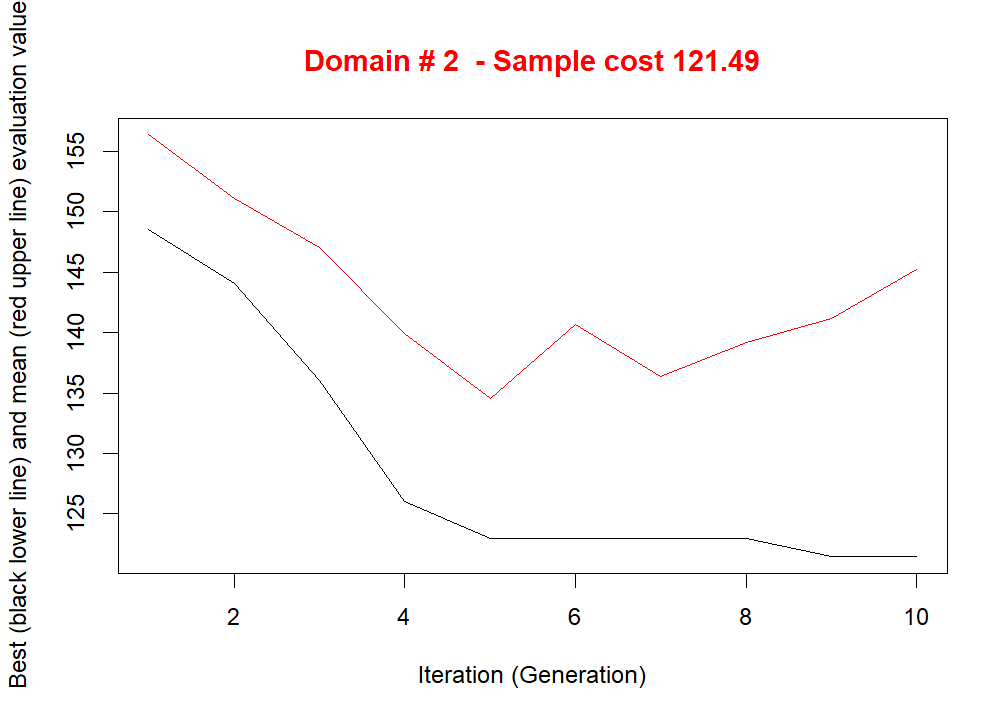 Domain # 2  - Sample cost 121.49
Best (black lower line) and mean (red upper line) evaluation value
155
150
145
140
135
130
125
2 4 6 8 10
Iteration (Generation)